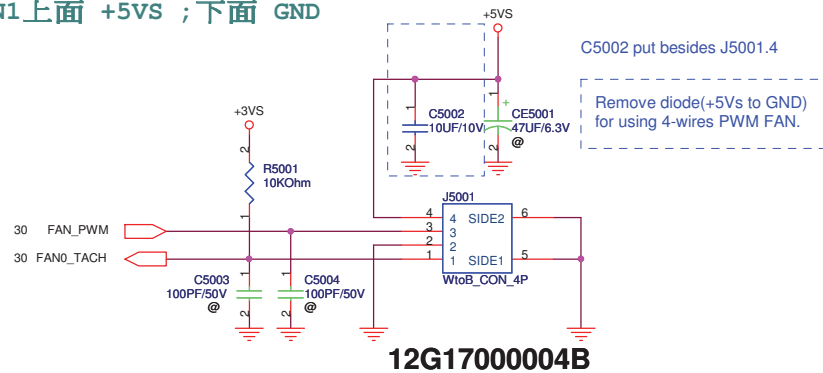 N1上面 +5VS ;下面 GND
+5VS
C5002 put besides J5001.4
Remove diode(+5Vs to GND)
for using 4-wires PWM FAN.
1
C5002
10UF/10V
2
1
+
CE5001
47UF/6.3V
@
2
+3VS
2
R5001
10KOhm
1
J5001
4 4 SIDE2 6
30 FAN_PWM 3 3
2 2
30 FAN0_TACH 1 1 SIDE1 5
WtoB_CON_4P
1
C5003
100PF/50V
@
2
1
C5004
100PF/50V
@
2
12G17000004B